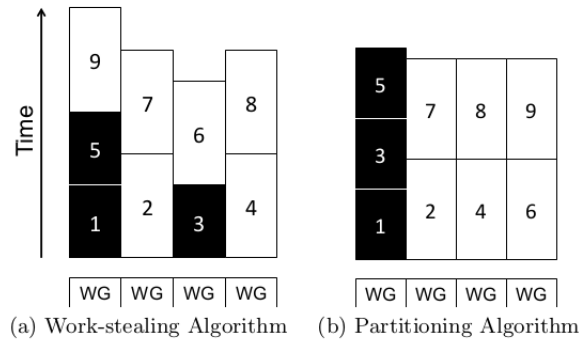 Time
9
7
8
6
5
2
4
1
3
WG WG WG WG
(a) Work-stealing Algorithm
5
7 8 9
3
2 4 6
1
WG WG WG WG
(b) Partitioning Algorithm